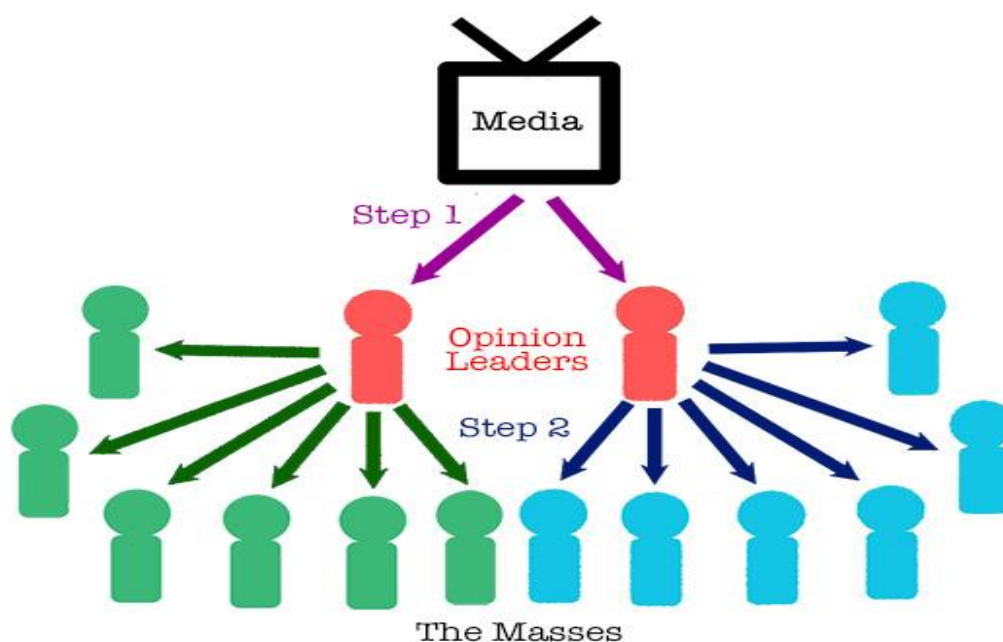 Media
Step 1
Opinion
Leaders
Step 2
The Masses